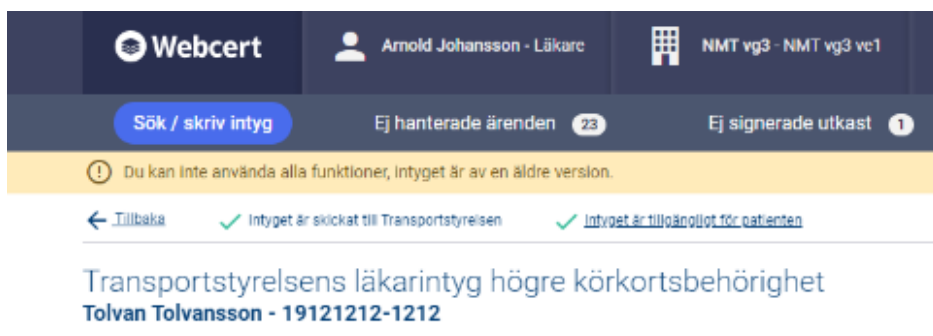 Webcert
Arnold Johansson - Läkare
NMT vg3 - NMT vg3 ve1
Sök / skriv intyg
Ej hanterade ärenden 23
Ej signerade utkast 1
Du kan inte använda alla funktioner, intyget är av en äldre version.
Tillbaka
Intyget är skickat till Transportstyrelsen
Intyget är tillgängligt för patienten
Transportstyrelsens läkarintyg högre körkortsbehörighet
Tolvan Tolvansson - 19121212-1212